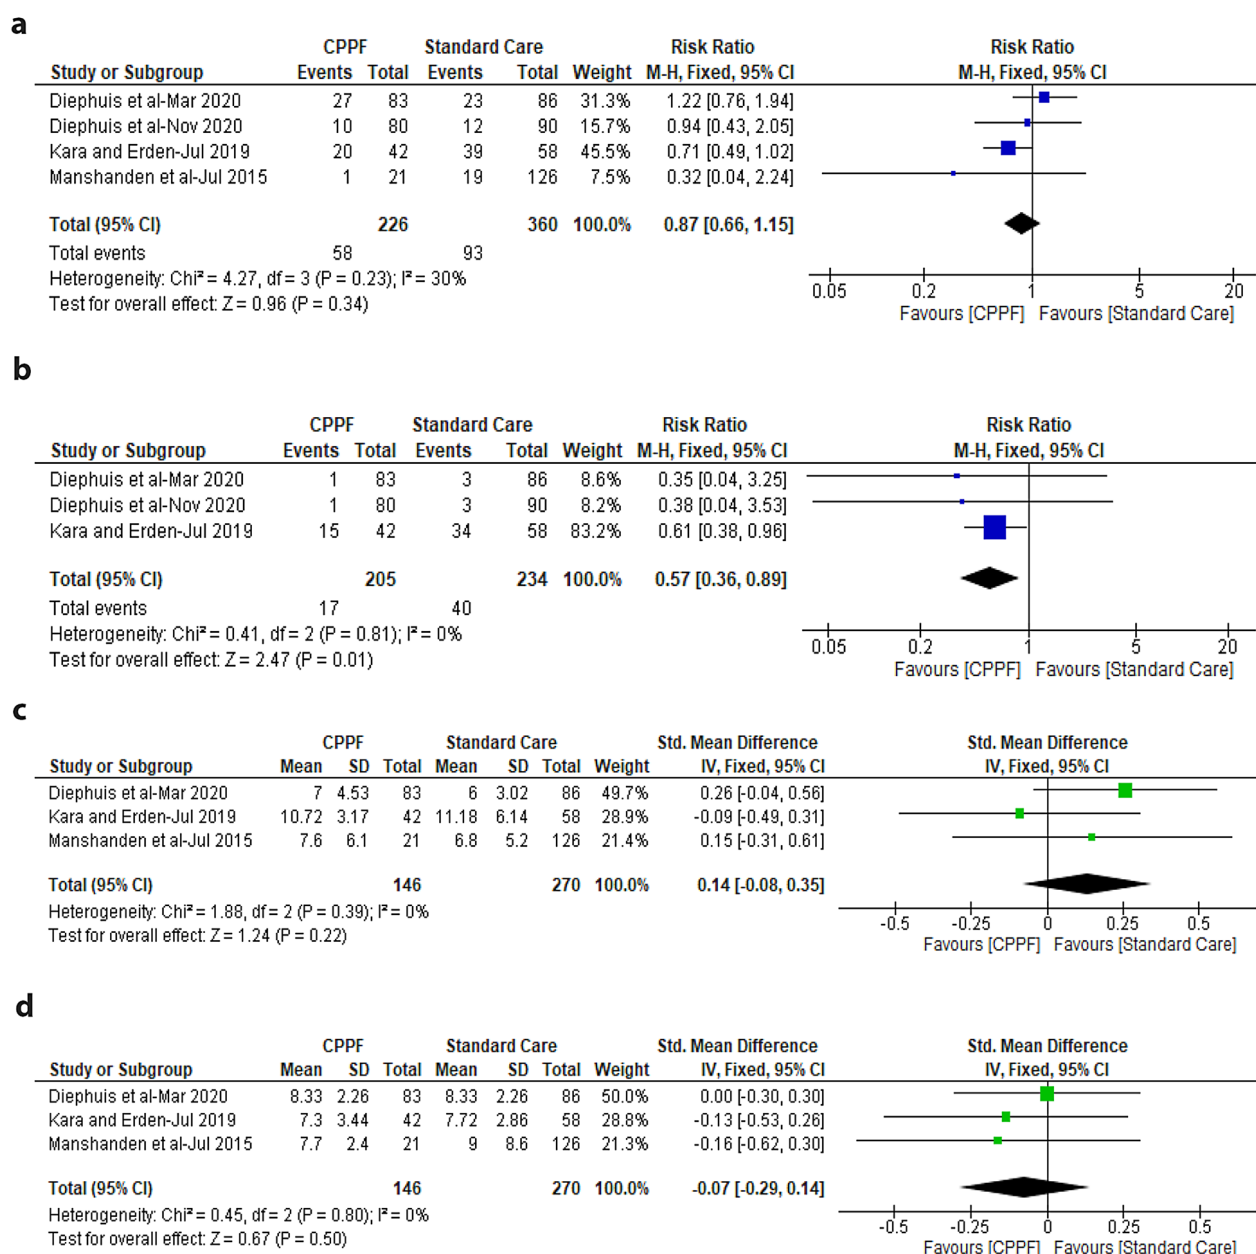 a
CPPF Standard Care Risk Ratio Risk Ratio
Study or Subgroup Events Total Events Total Weight M-H, Fixed, 95% CI M-H, Fixed, 95% CI
Diephuis et al-Mar 2020 27 83 23 86 31.3% 1.22 [0.76, 1.94]
Diephuis et al-Nov 2020 10 80 12 90 15.7% 0.94 [0.43, 2.05]
Kara and Erden-Jul 2019 20 42 39 58 45.5% 0.71 [0.49, 1.02]
Manshanden et al-Jul 2015 1 21 19 126 7.5% 0.32 [0.04, 2.24]
Total (95% CI) 226 360 100.0% 0.87 [0.66, 1.15]
Total events 58 93
Heterogeneity: Chi² = 4.27, df = 3 (P = 0.23); I² = 30%
Test for overall effect: Z = 0.96 (P = 0.34)
0.05 0.2 1 5 20
Favours [CPPF] Favours [Standard Care]
b
CPPF Standard Care Risk Ratio Risk Ratio
Study or Subgroup Events Total Events Total Weight M-H, Fixed, 95% CI M-H, Fixed, 95% CI
Diephuis et al-Mar 2020 1 83 3 86 8.6% 0.35 [0.04, 3.25]
Diephuis et al-Nov 2020 1 80 3 90 8.2% 0.38 [0.04, 3.53]
Kara and Erden-Jul 2019 15 42 34 58 83.2% 0.61 [0.38, 0.96]
Total (95% CI) 205 234 100.0% 0.57 [0.36, 0.89]
Total events 17 40
Heterogeneity: Chi² = 0.41, df = 2 (P = 0.81); I² = 0%
Test for overall effect: Z = 2.47 (P = 0.01)
0.05 0.2 1 5 20
Favours [CPPF] Favours [Standard Care]
c
CPPF Standard Care Std. Mean Difference Std. Mean Difference
Study or Subgroup Mean SD Total Mean SD Total Weight IV, Fixed, 95% CI IV, Fixed, 95% CI
Diephuis et al-Mar 2020 7 4.53 83 6 3.02 86 49.7% 0.26 [-0.04, 0.56]
Kara and Erden-Jul 2019 10.72 3.17 42 11.18 6.14 58 28.9% -0.09 [-0.49, 0.31]
Manshanden et al-Jul 2015 7.6 6.1 21 6.8 5.2 126 21.4% 0.15 [-0.31, 0.61]
Total (95% CI) 146 270 100.0% 0.14 [-0.08, 0.35]
Heterogeneity: Chi² = 1.88, df = 2 (P = 0.39); I² = 0%
Test for overall effect: Z = 1.24 (P = 0.22)
-0.5 -0.25 0 0.25 0.5
Favours [CPPF] Favours [Standard Care]
d
CPPF Standard Care Std. Mean Difference Std. Mean Difference
Study or Subgroup Mean SD Total Mean SD Total Weight IV, Fixed, 95% CI IV, Fixed, 95% CI
Diephuis et al-Mar 2020 8.33 2.26 83 8.33 2.26 86 50.0% 0.00 [-0.30, 0.30]
Kara and Erden-Jul 2019 7.3 3.44 42 7.72 2.86 58 28.8% -0.13 [-0.53, 0.26]
Manshanden et al-Jul 2015 7.7 2.4 21 9 8.6 126 21.3% -0.16 [-0.62, 0.30]
Total (95% CI) 146 270 100.0% -0.07 [-0.29, 0.14]
Heterogeneity: Chi² = 0.45, df = 2 (P = 0.80); I² = 0%
Test for overall effect: Z = 0.67 (P = 0.50)
-0.5 -0.25 0 0.25 0.5
Favours [CPPF] Favours [Standard Care]